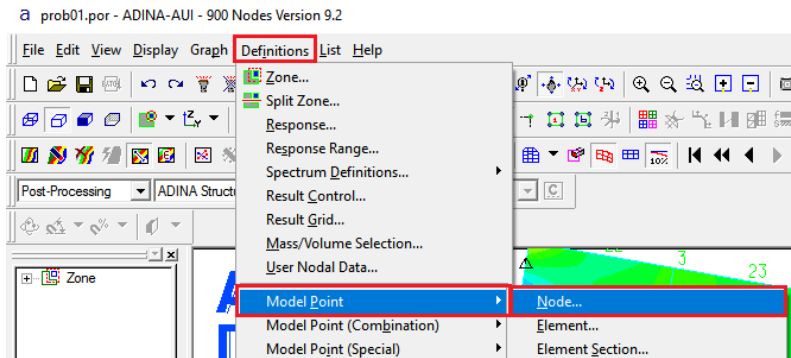 a prob01.por - ADINA-AUI - 900 Nodes Version 9.2
File Edit View Display Graph Definitions List Help
Zone...
Split Zone...
Response...
Response Range...
Spectrum Definitions...
Result Control...
Result Grid...
Mass/Volume Selection...
User Nodal Data...
Model Point
Model Point (Combination)
Model Point (Special)
Node...
Element...
Element Section...
Post-Processing
ADINA Structu
C
10%
Zone
A
3
23